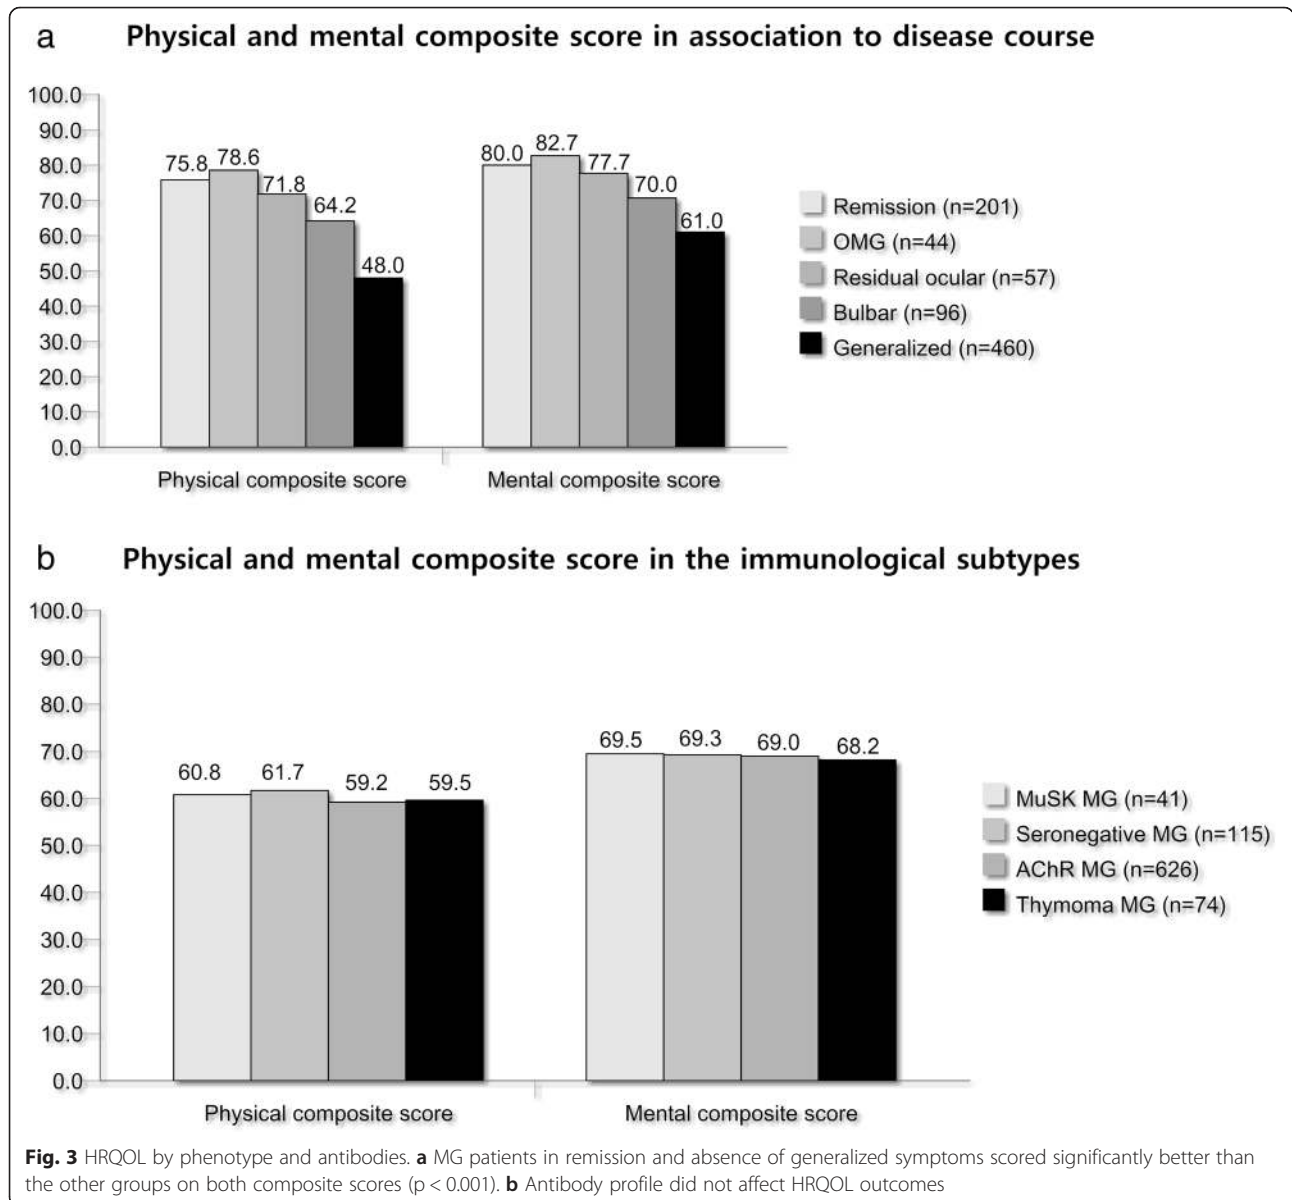 a Physical and mental composite score in association to disease course
100.0
90.0
80.0
70.0
60.0
50.0
40.0
30.0
20.0
10.0
0.0
75.8 78.6 71.8 64.2 48.0
80.0 82.7 77.7 70.0 61.0
Physical composite score Mental composite score
Remission (n=201)
OMG (n=44)
Residual ocular (n=57)
Bulbar (n=96)
Generalized (n=460)
b Physical and mental composite score in the immunological subtypes
100.0
90.0
80.0
70.0
60.0
50.0
40.0
30.0
20.0
10.0
0.0
60.8 61.7 59.2 59.5
69.5 69.3 69.0 68.2
Physical composite score Mental composite score
MuSK MG (n=41)
Seronegative MG (n=115)
AChR MG (n=626)
Thymoma MG (n=74)
Fig. 3 HRQOL by phenotype and antibodies. a MG patients in remission and absence of generalized symptoms scored significantly better than
the other groups on both composite scores (p < 0.001). b Antibody profile did not affect HRQOL outcomes